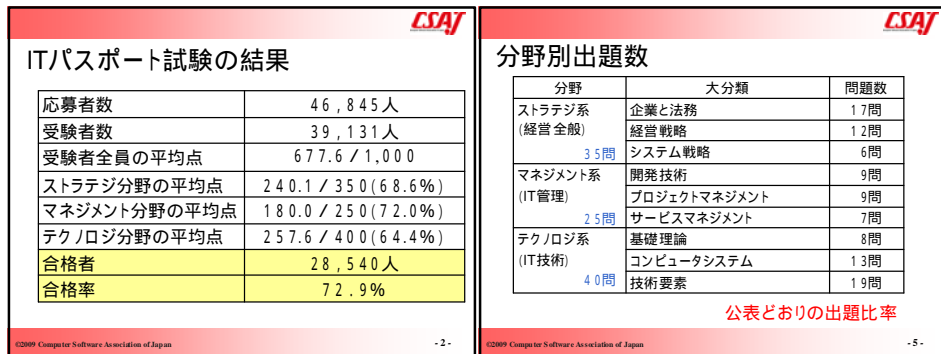 CSAJ
ITパスポート試験の結果
応募者数 46,845人
受験者数 39,131人
受験者全員の平均点 677.6/1,000
ストラテジ分野の平均点 240.1/350(68.6%)
マネジメント分野の平均点 180.0/250(72.0%)
テクノロジ分野の平均点 257.6/400(64.4%)
合格者 28,540人
合格率 72.9%
©2009 Computer Software Association of Japan - 2 -
CSAJ
分野別出題数
分野 大分類 問題数
ストラテジ系 企業と法務 17問
(経営全般) 経営戦略 12問
35問 システム戦略 6問
マネジメント系 開発技術 9問
(IT管理) プロジェクトマネジメント 9問
25問 サービスマネジメント 7問
テクノロジ系 基礎理論 8問
(IT技術) コンピュータシステム 13問
40問 技術要素 19問
公表どおりの出題比率
©2009 Computer Software Association of Japan - 5 -